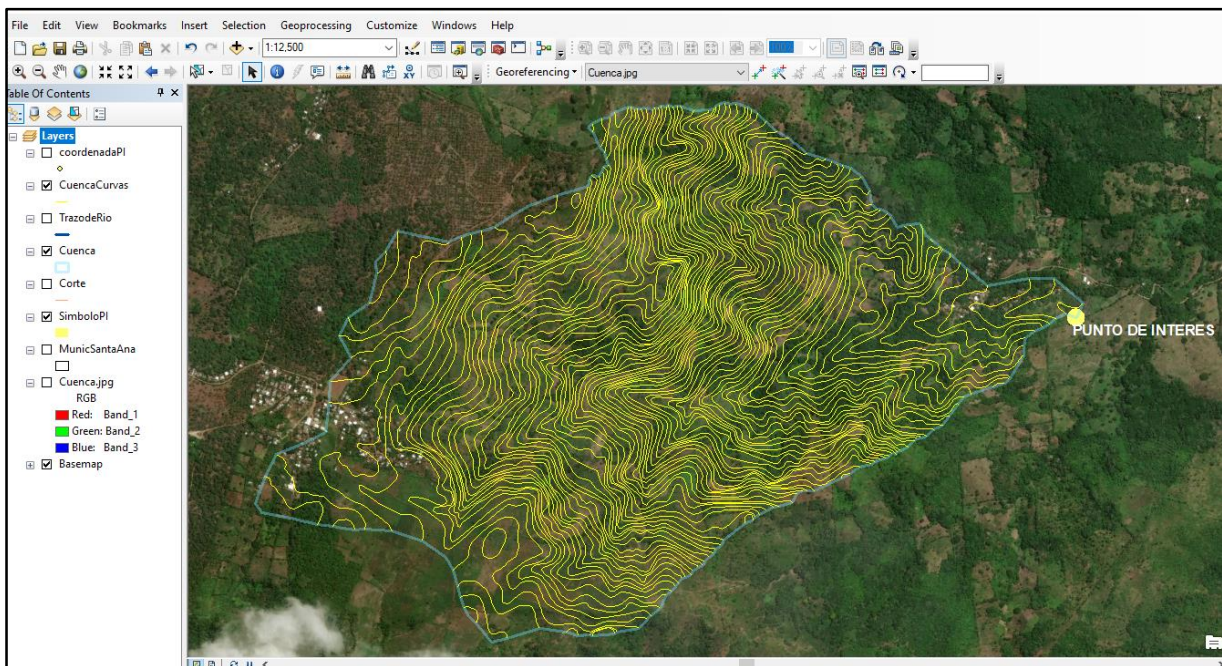 File Edit View Bookmarks Insert Selection Geoprocessing Customize Windows Help
1:12,500
Georeferencing Cuenca.jpg
Table Of Contents
Layers
coordenadaPI
CuencaCurvas
TrazodeRio
Cuenca
Corte
SimboloPI
MunicSantaAna
Cuenca.jpg
RGB
Red: Band_1
Green: Band_2
Blue: Band_3
Basemap
PUNTO DE INTERES